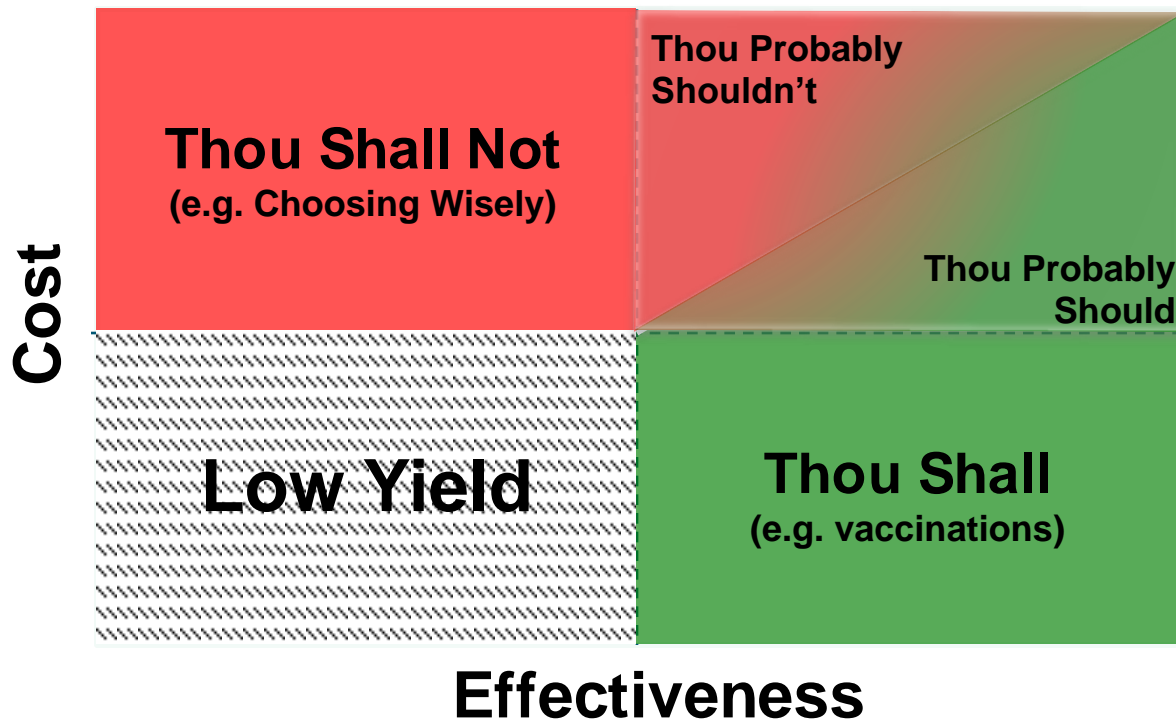 Thou Probably
Shouldn’t
Thou Shall Not
(e.g. Choosing Wisely)
Thou Probably
Should
Cost
Low Yield
Thou Shall
(e.g. vaccinations)
Effectiveness